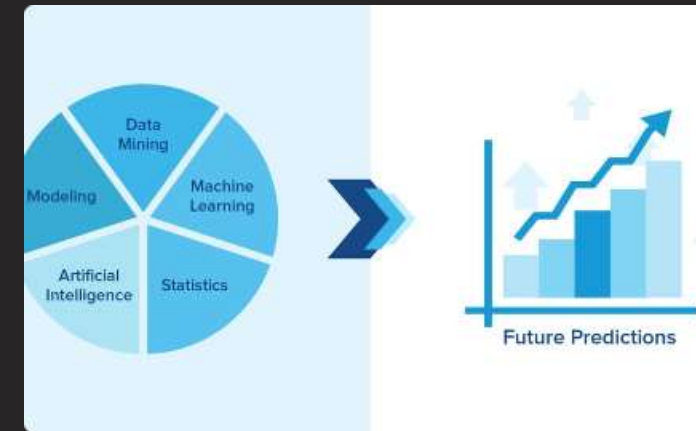 Data
Mining
Machine
Learning
Modeling
Artificial
Intelligence
Statistics
Future Predictions